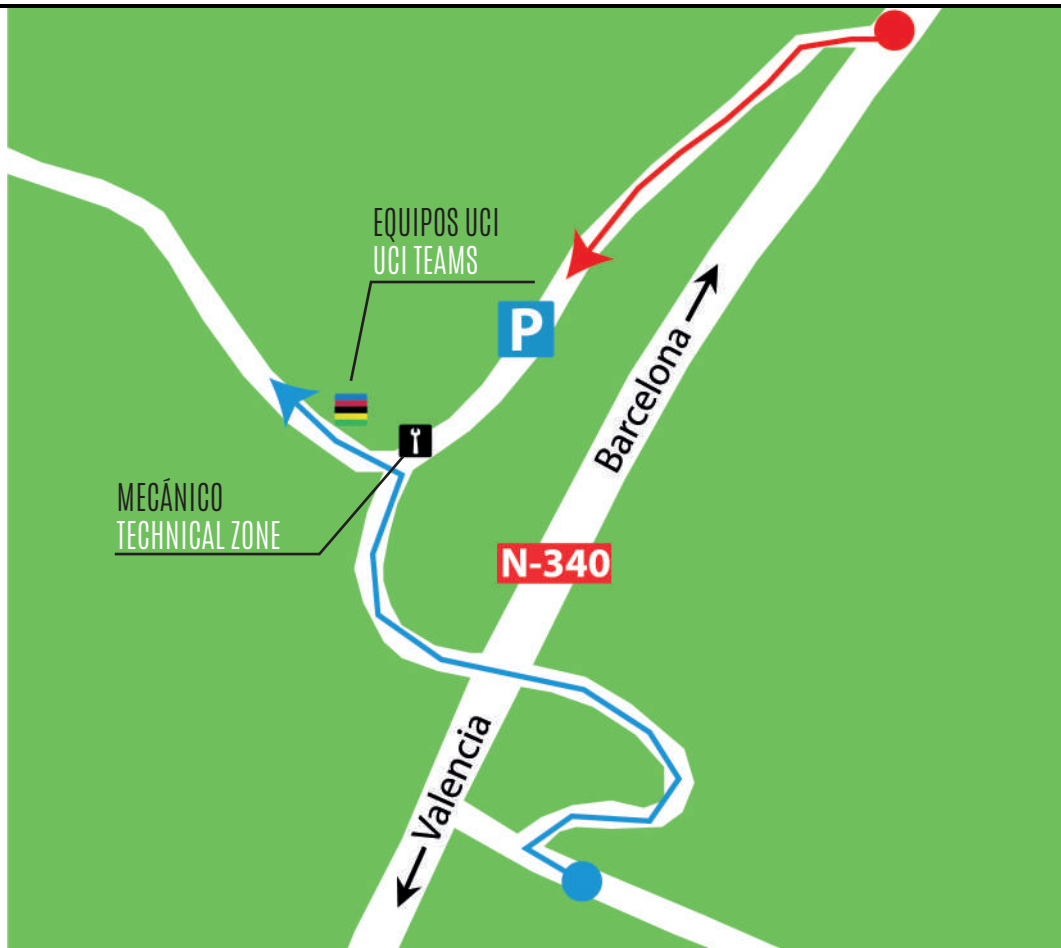 EQUIPOS UCI
UCI TEAMS
P
Barcelona
MECÁNICO
TECHNICAL ZONE
N-340
Valencia